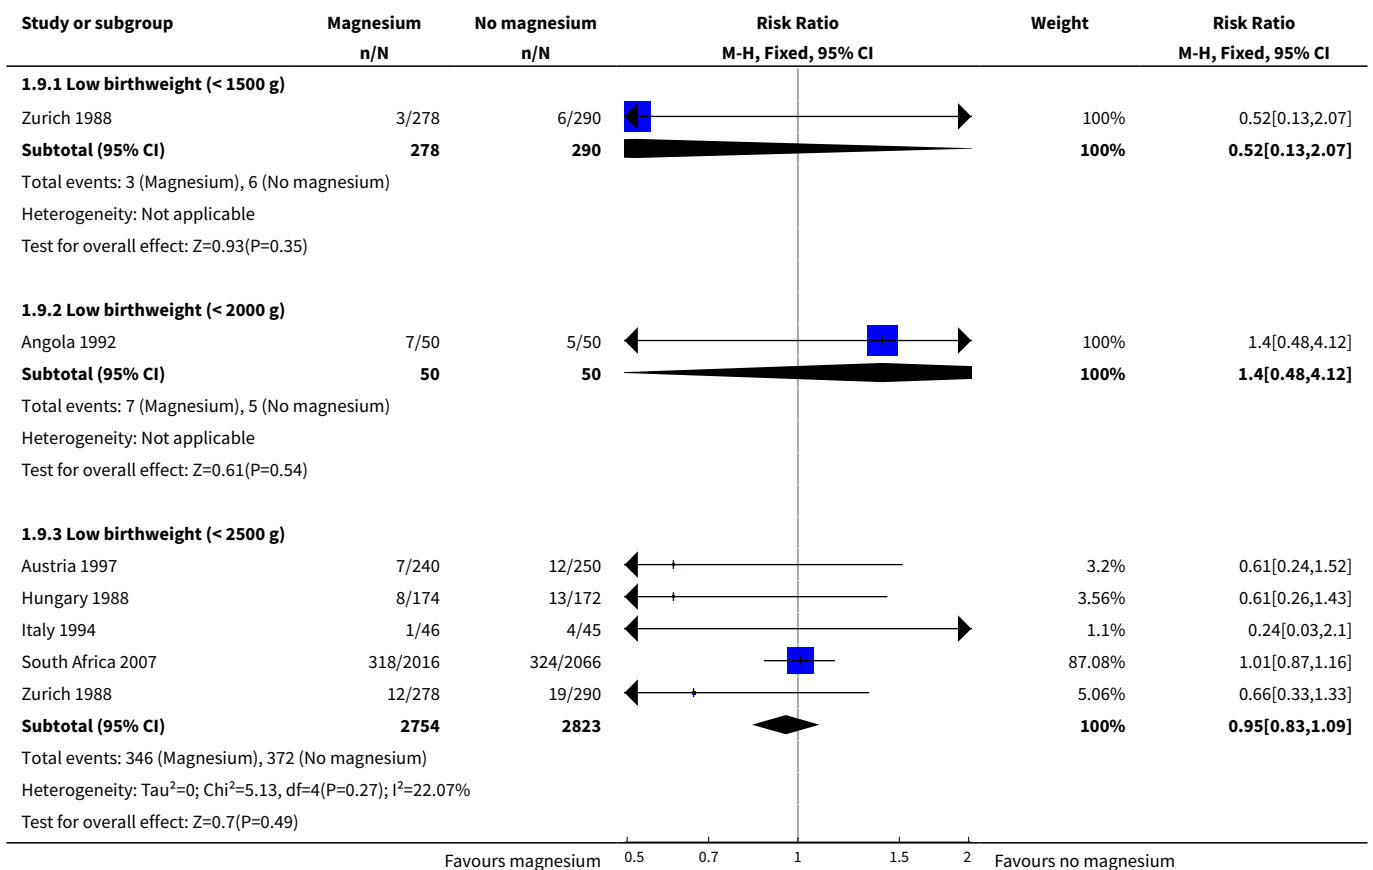 Study or subgroup Magnesium No magnesium Risk Ratio Weight Risk Ratio
n/N n/N M-H, Fixed, 95% CI M-H, Fixed, 95% CI
1.9.1 Low birthweight (< 1500 g)
Zurich 1988 3/278 6/290 100% 0.52[0.13,2.07]
Subtotal (95% CI) 278 290 100% 0.52[0.13,2.07]
Total events: 3 (Magnesium), 6 (No magnesium)
Heterogeneity: Not applicable
Test for overall effect: Z=0.93(P=0.35)
1.9.2 Low birthweight (< 2000 g)
Angola 1992 7/50 5/50 100% 1.4[0.48,4.12]
Subtotal (95% CI) 50 50 100% 1.4[0.48,4.12]
Total events: 7 (Magnesium), 5 (No magnesium)
Heterogeneity: Not applicable
Test for overall effect: Z=0.61(P=0.54)
1.9.3 Low birthweight (< 2500 g)
Austria 1997 7/240 12/250 3.2% 0.61[0.24,1.52]
Hungary 1988 8/174 13/172 3.56% 0.61[0.26,1.43]
Italy 1994 1/46 4/45 1.1% 0.24[0.03,2.1]
South Africa 2007 318/2016 324/2066 87.08% 1.01[0.87,1.16]
Zurich 1988 12/278 19/290 5.06% 0.66[0.33,1.33]
Subtotal (95% CI) 2754 2823 100% 0.95[0.83,1.09]
Total events: 346 (Magnesium), 372 (No magnesium)
Heterogeneity: Tau²=0; Chi²=5.13, df=4(P=0.27); I²=22.07%
Test for overall effect: Z=0.7(P=0.49)
Favours magnesium 0.5 0.7 1 1.5 2 Favours no magnesium